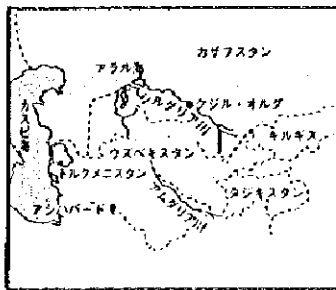 カザフスタン
アラル海
シルダリア川
クジル・オルダ
カスピ海
キルギス
ウズベキスタン
トルクメニスタン
タジキスタン
アムダリア川
アシハバード